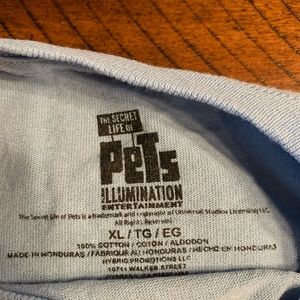 THE SECRET
LIFE OF
PeTs
ILLUMINATION
ENTERTAINMENT
The Secret Life of Pets is a trademark and copyright of Universal Studios Licensing LLC.
All Rights Reserved.
XL / TG / EG
100% COTTON / COTON / ALGODON
MADE IN HONDURAS / FABRIQUE AU HONDURAS / HECHO EN HONDURAS
HYBRID PROMOTIONS LLC
10711 WALKER STREET